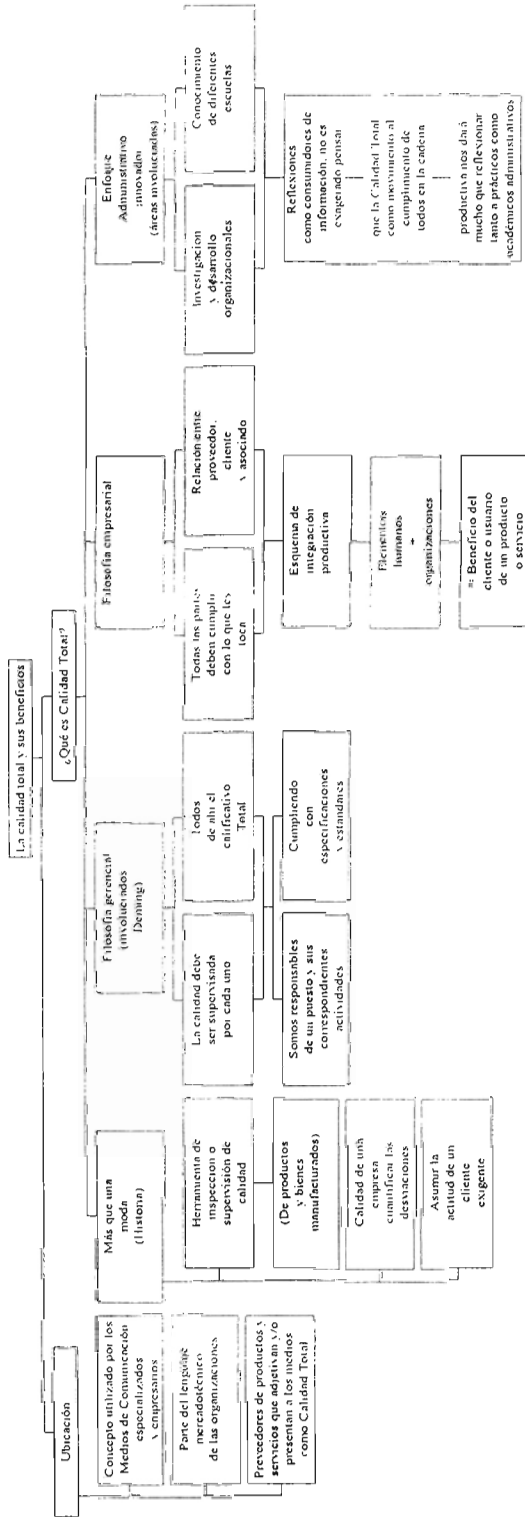 La calidad total y sus beneficios
Ubicación
Concepto utilizado por los
Medios de Comunicación
especializados
y empresarios
Parte del lenguaje
mercadotécnico
de las organizaciones
Preveedores de productos y
servicios que adjetivan y/o
presentan a los medios
como Calidad Total
¿Qué es Calidad Total?
Más que una
moda
(Historia)
Herramienta de
inspección o
supervisión de
calidad
(De productos
y bienes
manufacturados)
Calidad de una
empresa
cuantificar las
desviaciones
Asumir la
actitud de un
cliente
exigente
Filosofía gerencial
(involucrados
Deming)
La calidad debe
ser supervisada
por cada uno
Todos
de ahí el
calificativo
Total
Somos responsables
de un puesto y sus
correspondientes
actividades
Cumpliendo
con
especificaciones
y estándares
Filosofía empresarial
Todas las partes
deben cumplir
con lo que les
toca
Relación entre
proveedor,
cliente
y asociado
Esquema de
integración
productiva
Elementos
humanos
+
organizaciones
=: Beneficio del
cliente o usuario
de un producto
o servicio
Enfoque
Administrativo
innovador
(áreas involucradas)
Investigación
y desarrollo
organizacionales
Conocimiento
de diferentes
escuelas
Reflexiones
como consumidores de
información, no es
exagerado pensar
que la Calidad Total
como movimiento al
cumplimiento de
todos en la cadena
productiva nos dará
mucho que reflexionar
tanto a prácticos como
académicos administrativos